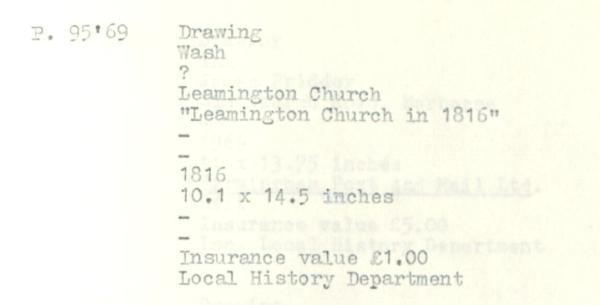 P. 95'69 Drawing
Wash
?
Leamington Church
"Leamington Church in 1816"
-
-
1816
10.1 x 14.5 inches
-
-
Insurance value £1.00
Local History Department